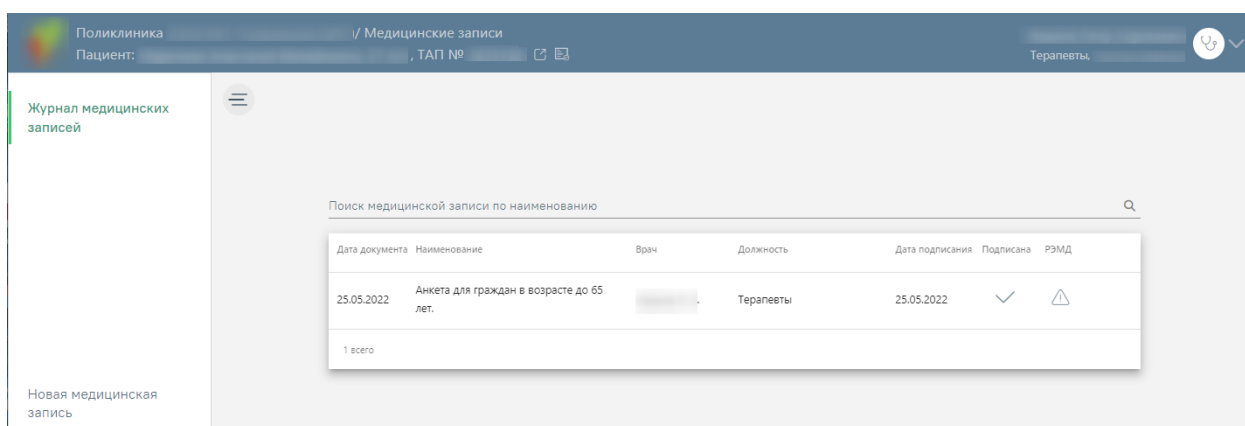 Поликлиника / Медицинские записи
Пациент: , ТАП №
Терапевты,
Журнал медицинских
записей
Поиск медицинской записи по наименованию
Дата документа Наименование Врач Должность Дата подписания Подписана РЭМД
25.05.2022 Анкета для граждан в возрасте до 65 лет. Терапевты 25.05.2022
1 всего
Новая медицинская
запись